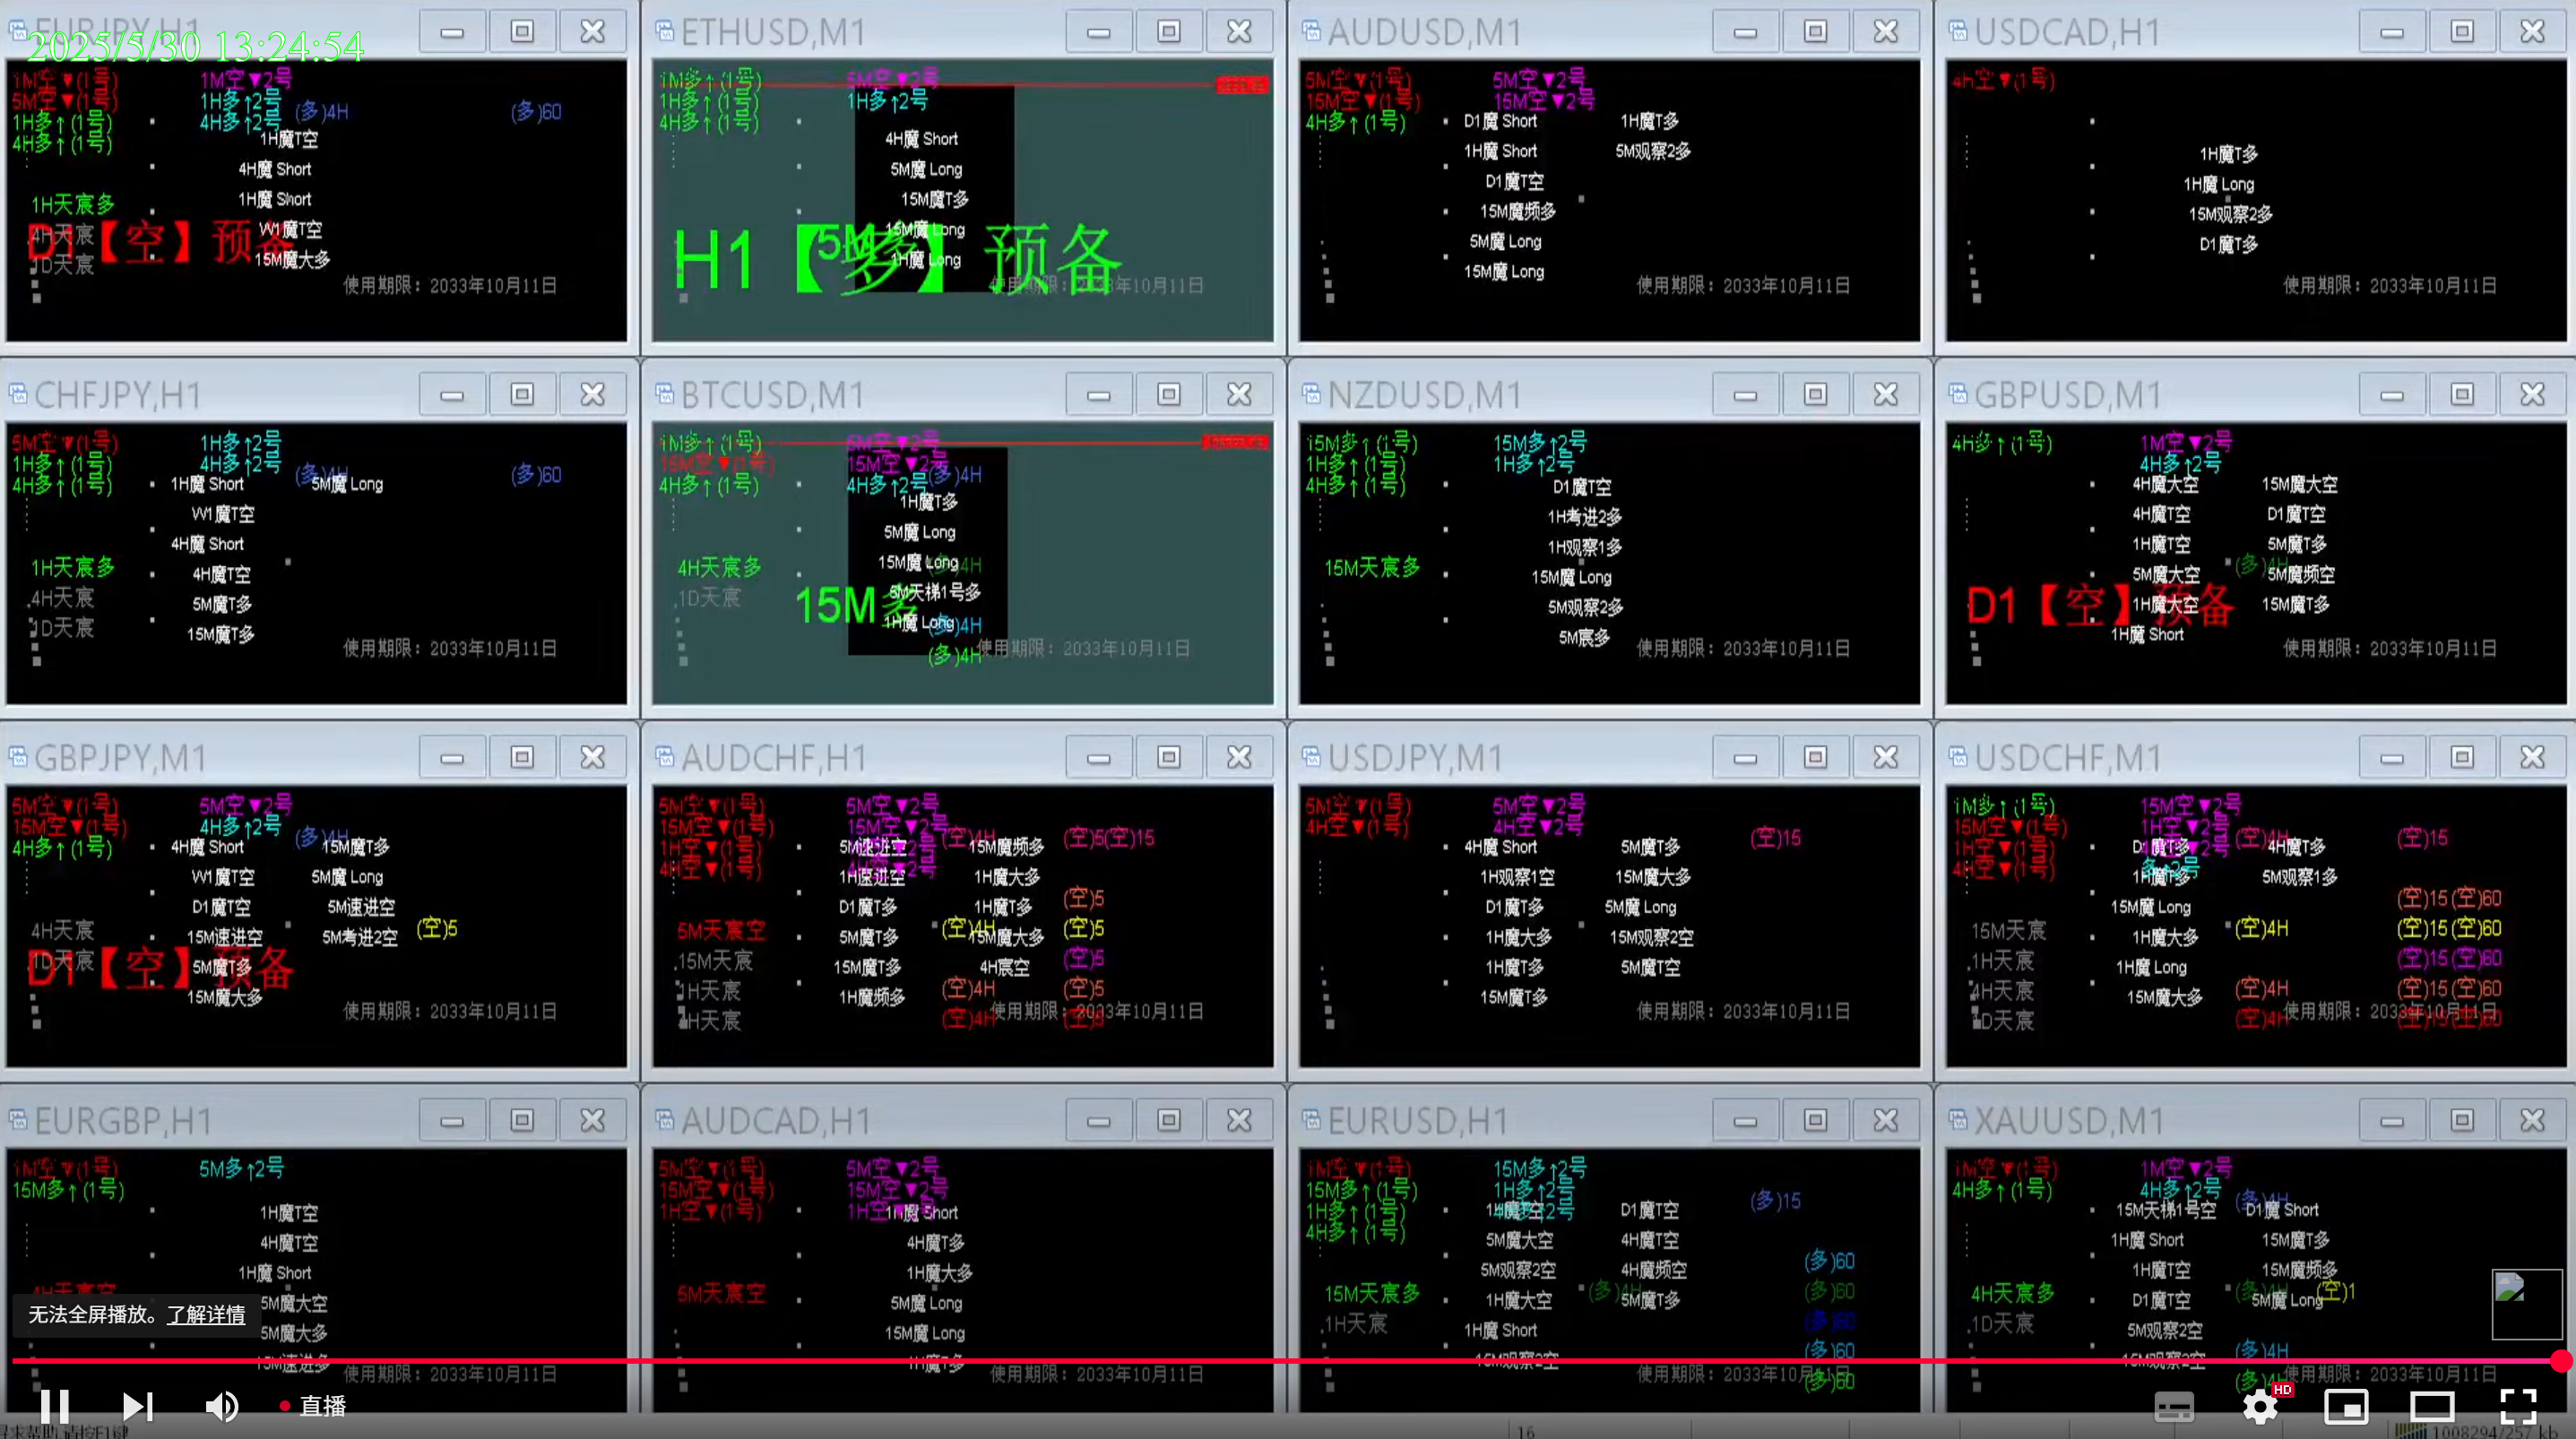 EURJPY,H1
2025/5/30 13:24:54
1M空▼(1号)
1M空▼2号
5M空▼(1号)
1H多↑2号
(多)4H
(多)60
1H多↑(1号)
4H多↑2号
4H多↑(1号)
1H魔T空
4H魔 Short
1H魔 Short
1H天宸多
W1魔T空
4H天宸
D1【空】预备
15M魔大多
1D天宸
使用期限：2033年10月11日
ETHUSD,M1
1M多↑(1号)
5M空▼2号
1H多↑(1号)
1H多↑2号
4H多↑(1号)
4H魔 Short
5M魔 Long
15M魔T多
15M魔 Long
H1【多】预备
1H魔 Long
使用期限：2033年10月11日
AUDUSD,M1
5M空▼(1号)
5M空▼2号
15M空▼(1号)
15M空▼2号
4H多↑(1号)
D1魔 Short
1H魔T多
1H魔 Short
5M观察2多
D1魔T空
15M魔频多
5M魔 Long
15M魔 Long
使用期限：2033年10月11日
USDCAD,H1
4h空▼(1号)
1H魔T多
1H魔 Long
15M观察2多
D1魔T多
使用期限：2033年10月11日
CHFJPY,H1
5M空▼(1号)
1H多↑2号
1H多↑(1号)
4H多↑2号
(多)4H
(多)60
4H多↑(1号)
1H魔 Short
5M魔 Long
W1魔T空
4H魔 Short
1H天宸多
4H魔T空
4H天宸
5M魔T多
1D天宸
15M魔T多
使用期限：2033年10月11日
BTCUSD,M1
1M多↑(1号)
5M空▼2号
15M空▼(1号)
15M空▼2号
(多)4H
4H多↑(1号)
4H多↑2号
1H魔T多
5M魔 Long
15M魔 Long
(多)4H
4H天宸多
5M天梯1号多
1D天宸
15M多
1H魔 Long
(多)4H
(多)4H
使用期限：2033年10月11日
NZDUSD,M1
15M多↑(1号)
15M多↑2号
1H多↑(1号)
1H多↑2号
4H多↑(1号)
D1魔T空
1H考进2多
1H观察1多
15M天宸多
15M魔 Long
5M观察2多
5M宸多
使用期限：2033年10月11日
GBPUSD,M1
4H多↑(1号)
1M空▼2号
4H多↑2号
4H魔大空
15M魔大空
4H魔T空
D1魔T空
1H魔T空
5M魔T多
(多)4H
5M魔大空
5M魔频空
D1【空】预备
1H魔大空
15M魔T多
1H魔 Short
使用期限：2033年10月11日
GBPJPY,M1
5M空▼(1号)
5M空▼2号
15M空▼(1号)
4H多↑2号
(多)4H
4H多↑(1号)
4H魔 Short
15M魔T多
W1魔T空
5M魔 Long
D1魔T空
5M速进空
4H天宸
15M速进空
5M考进2空
(空)5
1D天宸
D1【空】预备
5M魔T多
15M魔大多
使用期限：2033年10月11日
AUDCHF,H1
5M空▼(1号)
5M空▼2号
15M空▼(1号)
15M空▼2号
(空)4H
(空)5(空)15
1H空▼(1号)
5M速进空
15M魔频多
4H空▼(1号)
4H空▼2号
1H速进空
1H魔大多
D1魔T多
1H魔T多
(空)5
5M天宸空
5M魔T多
(空)4H
15M魔大多
(空)5
15M天宸
15M魔T多
4H宸空
(空)5
1H天宸
1H魔频多
(空)4H
(空)5
4H天宸
(空)4H
使用期限：2033年10月11日
USDJPY,M1
5M空▼(1号)
5M空▼2号
4H空▼(1号)
4H空▼2号
(空)15
4H魔 Short
5M魔T多
1H观察1空
15M魔大多
D1魔T多
5M魔 Long
1H魔大多
15M观察2空
1H魔T多
5M魔T空
15M魔T多
使用期限：2033年10月11日
USDCHF,M1
1M多↑(1号)
15M空▼2号
15M空▼(1号)
1H空▼2号
(空)4H
(空)15
1H空▼(1号)
D1魔T多
4H魔T多
4H空▼(1号)
1H魔T多
5M观察1多
15M魔 Long
(空)15(空)60
15M天宸
1H魔大多
(空)4H
(空)15(空)60
1H天宸
1H魔 Long
(空)15(空)60
4H天宸
15M魔大多
(空)4H
(空)15(空)60
1D天宸
(空)4H
(空)15(空)60
使用期限：2033年10月11日
EURGBP,H1
1M空▼(1号)
5M多↑2号
15M多↑(1号)
1H魔T空
4H魔T空
1H魔 Short
4H天宸空
5M魔大空
无法全屏播放。了解详情
5M魔大多
15M速进多
使用期限：2033年10月11日
AUDCAD,H1
5M空▼(1号)
5M空▼2号
15M空▼(1号)
15M空▼2号
1H空▼(1号)
1H空▼2号
1H魔 Short
4H魔T多
1H魔大多
5M天宸空
5M魔 Long
15M魔 Long
1H魔T多
使用期限：2033年10月11日
EURUSD,H1
1M空▼(1号)
15M多↑2号
15M多↑(1号)
1H多↑2号
(多)15
1H多↑(1号)
4H多↑2号
1H魔T空
D1魔T空
4H多↑(1号)
5M魔大空
4H魔T空
5M观察2空
4H魔频空
(多)60
15M天宸多
1H魔大空
(多)4H
5M魔T多
(多)60
1H天宸
1H魔 Short
(多)60
15M观察2空
(多)60
使用期限：2033年10月11日
(多)60
XAUUSD,M1
1M空▼(1号)
1M空▼2号
4H多↑(1号)
4H多↑2号
(多)4H
15M天梯1号空
D1魔 Short
1H魔 Short
15M魔T多
1H魔T空
15M魔频多
4H天宸多
D1魔T空
(多)4H
5M魔 Long
(空)1
1D天宸
5M观察2空
15M观察2空
(多)4H
(多)4H
使用期限：2033年10月11日
直播
HD
16
1008294/257 kb